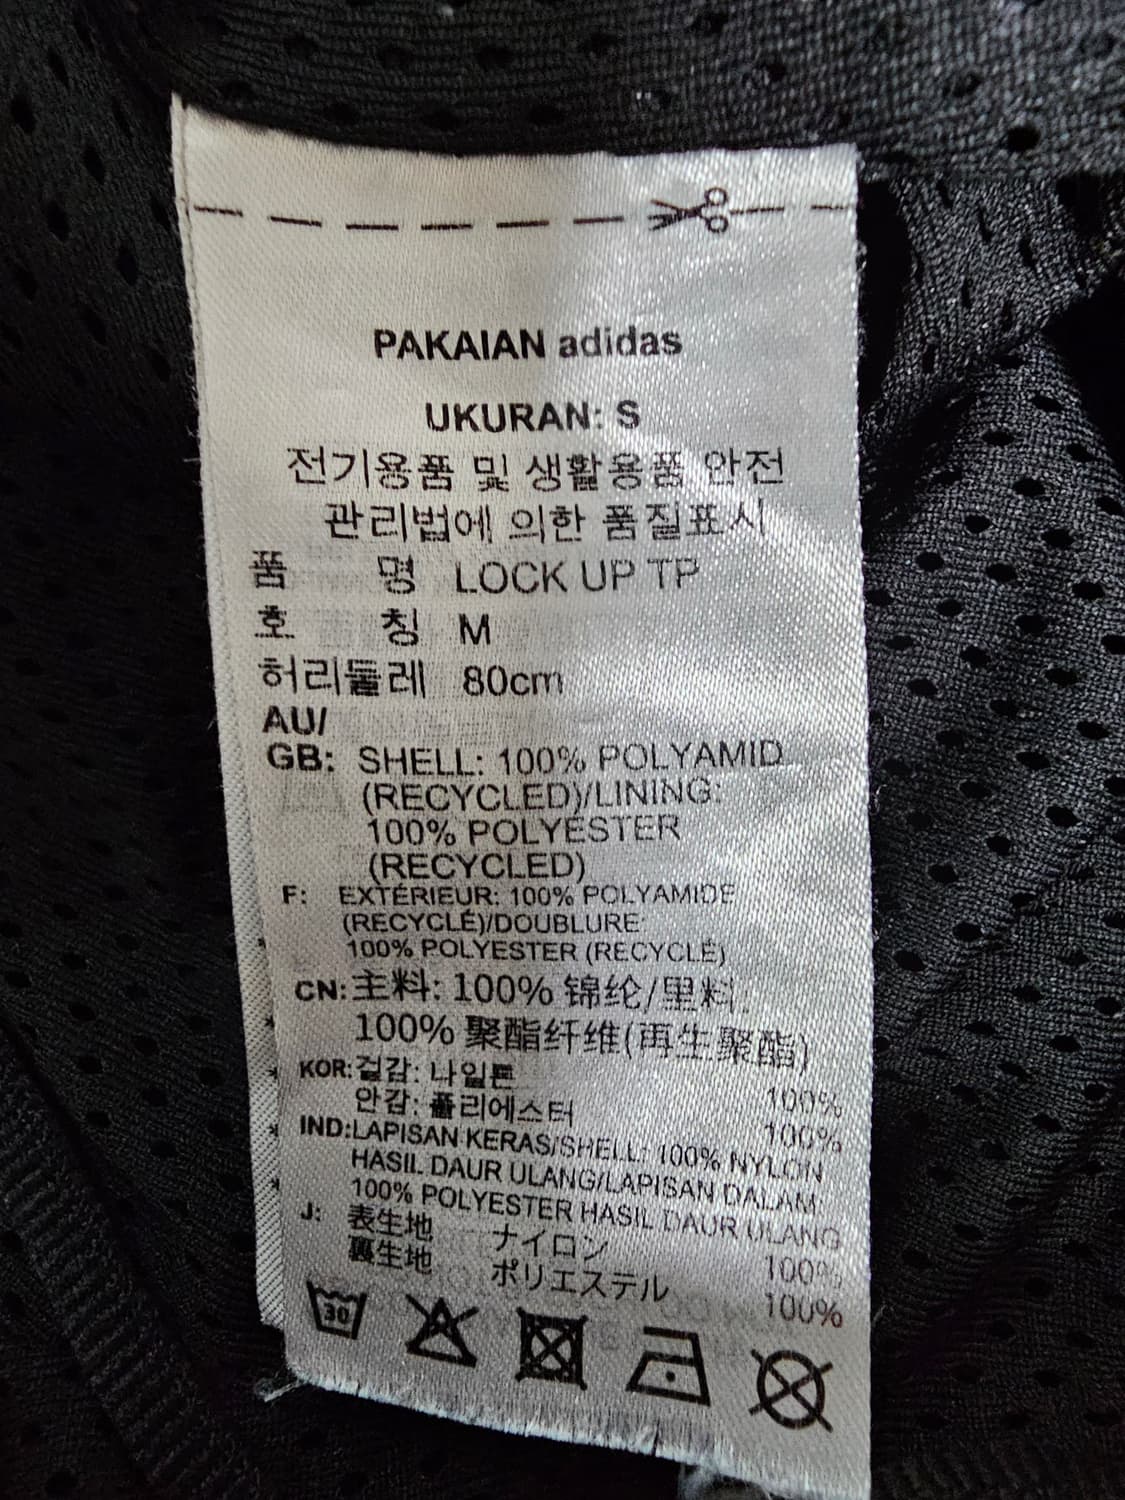 PAKAIAN adidas
UKURAN: S
전기용품 및 생활용품 안전
관리법에 의한 품질표시
품 명 LOCK UP TP
호 칭 M
허리둘레 80cm
AU/
GB: SHELL: 100% POLYAMID
(RECYCLED)/LINING:
100% POLYESTER
(RECYCLED)
F: EXTÉRIEUR: 100% POLYAMIDE
(RECYCLÉ)/DOUBLURE:
100% POLYESTER (RECYCLÉ)
CN: 主料: 100% 锦纶/里料:
100% 聚酯纤维(再生聚酯)
KOR: 겉감: 나일론 100%
안감: 폴리에스터 100%
IND: LAPISAN KERAS/SHELL: 100% NYLON
HASIL DAUR ULANG/LAPISAN DALAM:
100% POLYESTER HASIL DAUR ULANG
J: 表生地 ナイロン 100%
裏生地 ポリエステル 100%
30